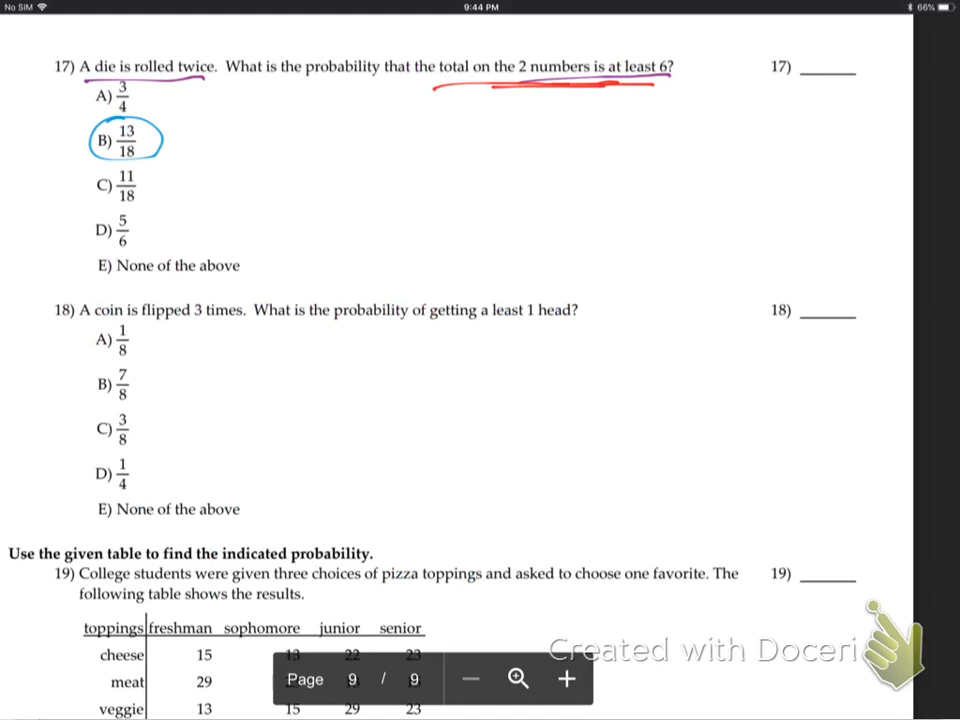 No SIM 9:44 PM 66%
17) A die is rolled twice. What is the probability that the total on the 2 numbers is at least 6? 17) ______
A) 3/4
B) 13/18
C) 11/18
D) 5/6
E) None of the above
18) A coin is flipped 3 times. What is the probability of getting a least 1 head? 18) ______
A) 1/8
B) 7/8
C) 3/8
D) 1/4
E) None of the above
Use the given table to find the indicated probability.
19) College students were given three choices of pizza toppings and asked to choose one favorite. The 19) ______
following table shows the results.
toppings freshman sophomore junior senior
cheese 15 13 22 23
meat 29
veggie 13 15 29 23
Page 9 / 9
Created with Doceri